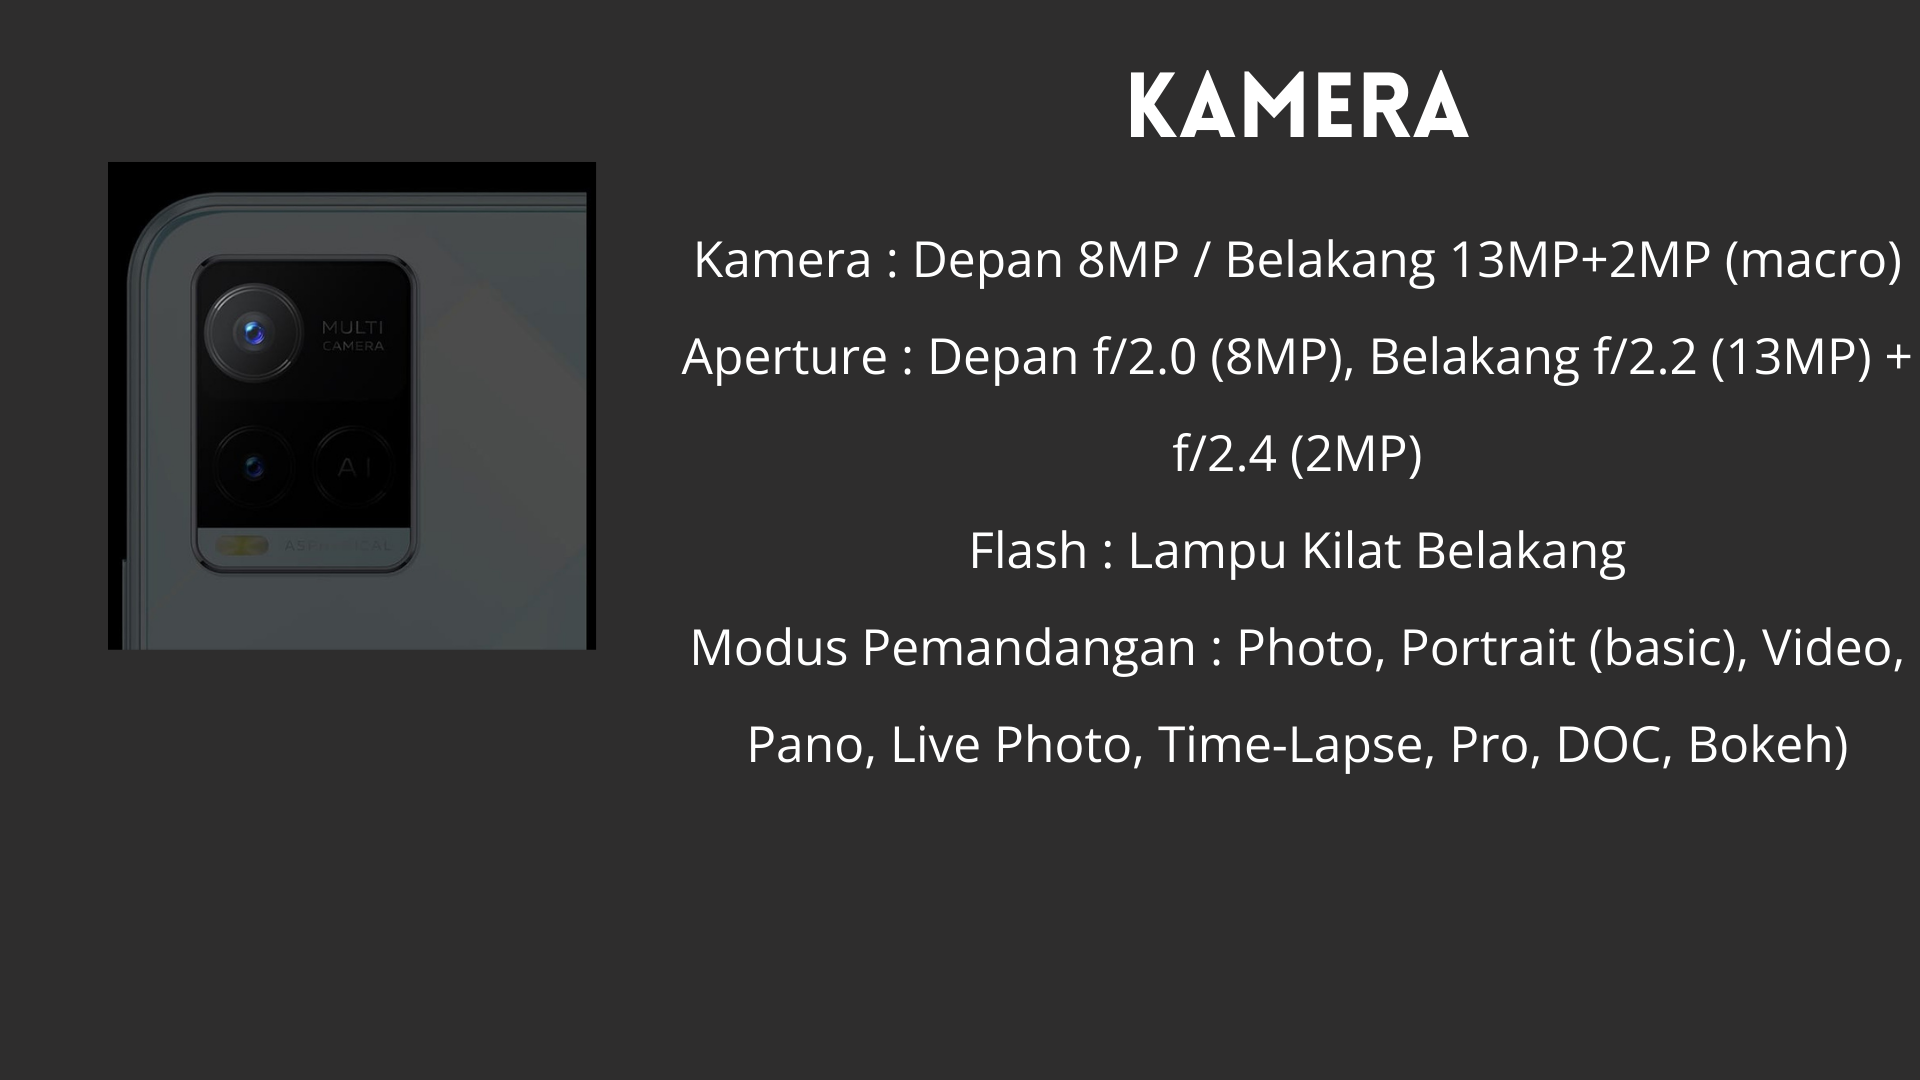 KAMERA
Kamera : Depan 8MP / Belakang 13MP+2MP (macro)
Aperture : Depan f/2.0 (8MP), Belakang f/2.2 (13MP) +
f/2.4 (2MP)
Flash : Lampu Kilat Belakang
Modus Pemandangan : Photo, Portrait (basic), Video,
Pano, Live Photo, Time-Lapse, Pro, DOC, Bokeh)
MULTI
CAMERA
AI
ASPHERICAL